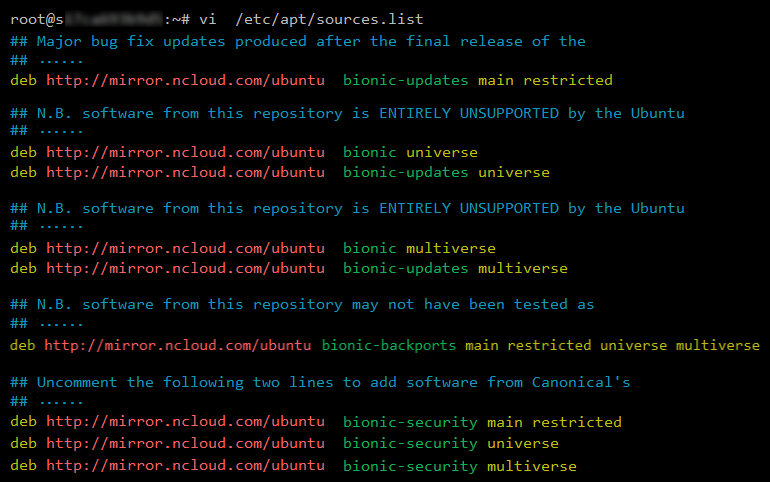 root@s :~# vi /etc/apt/sources.list
## Major bug fix updates produced after the final release of the
## ......
deb http://mirror.ncloud.com/ubuntu bionic-updates main restricted
## N.B. software from this repository is ENTIRELY UNSUPPORTED by the Ubuntu
## ......
deb http://mirror.ncloud.com/ubuntu bionic universe
deb http://mirror.ncloud.com/ubuntu bionic-updates universe
## N.B. software from this repository is ENTIRELY UNSUPPORTED by the Ubuntu
## ......
deb http://mirror.ncloud.com/ubuntu bionic multiverse
deb http://mirror.ncloud.com/ubuntu bionic-updates multiverse
## N.B. software from this repository may not have been tested as
## ......
deb http://mirror.ncloud.com/ubuntu bionic-backports main restricted universe multiverse
## Uncomment the following two lines to add software from Canonical's
## ......
deb http://mirror.ncloud.com/ubuntu bionic-security main restricted
deb http://mirror.ncloud.com/ubuntu bionic-security universe
deb http://mirror.ncloud.com/ubuntu bionic-security multiverse